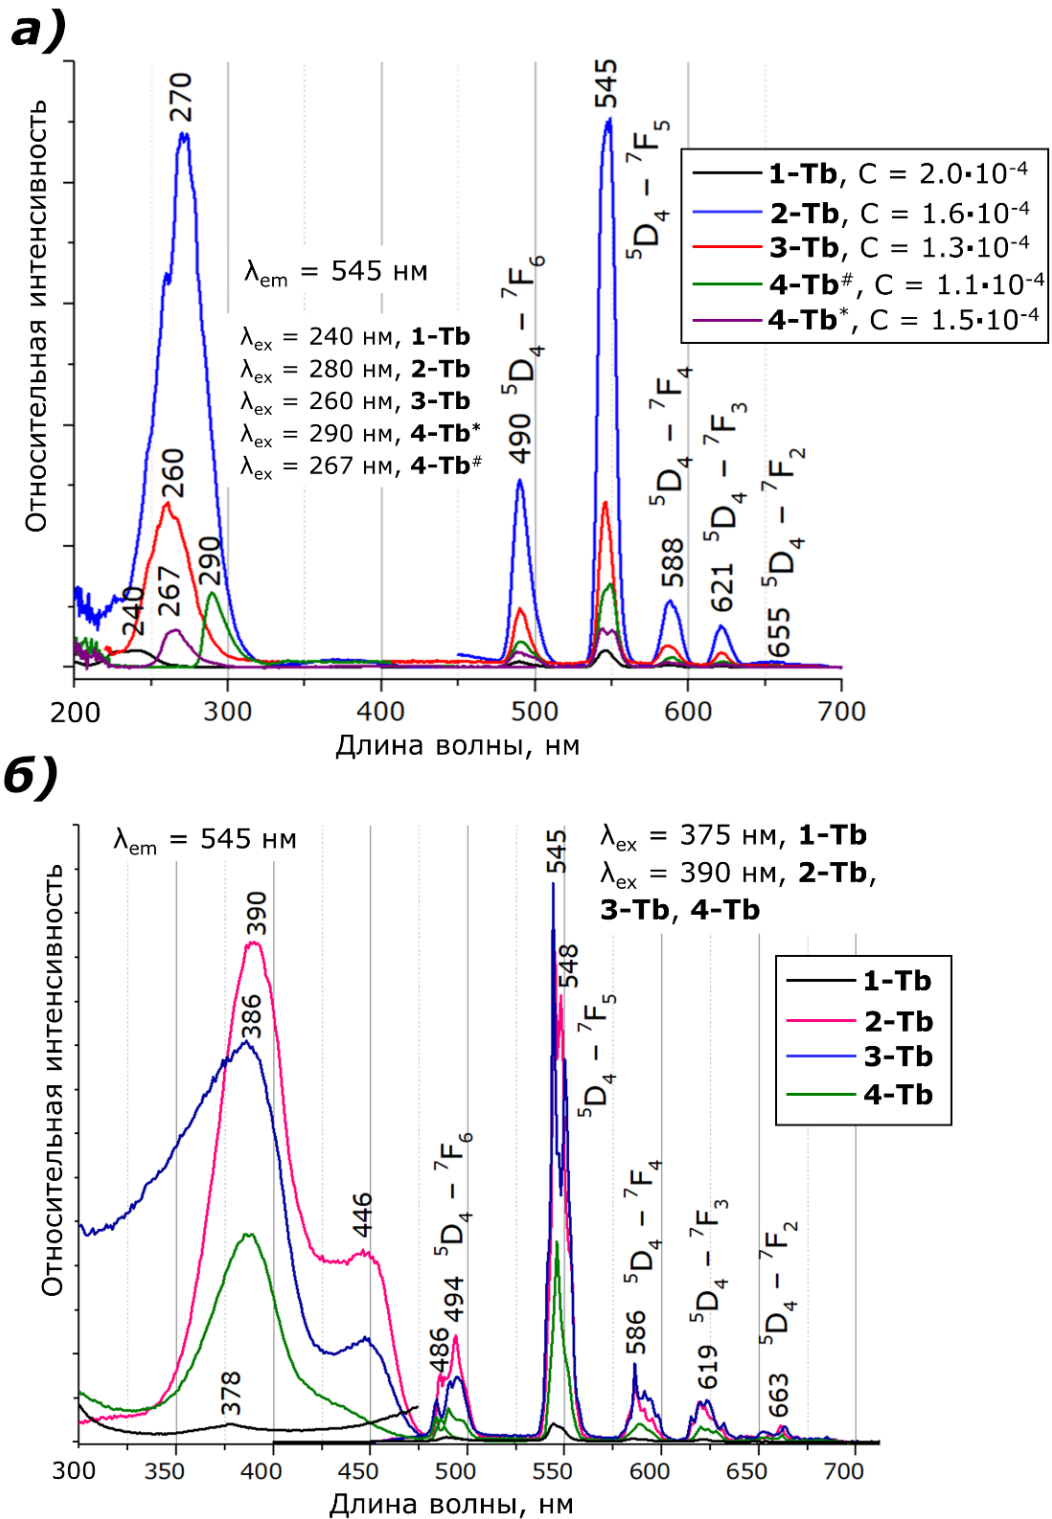 а)
Относительная интенсивность
270
260
290
267
240
λem = 545 нм
λex = 240 нм, 1-Tb
λex = 280 нм, 2-Tb
λex = 260 нм, 3-Tb
λex = 290 нм, 4-Tb*
λex = 267 нм, 4-Tb#
490 ⁵D₄ – ⁷F₆
545
⁵D₄ – ⁷F₅
588 ⁵D₄ – ⁷F₄
621 ⁵D₄ – ⁷F₃
655 ⁵D₄ – ⁷F₂
1-Tb, C = 2.0·10⁻⁴
2-Tb, C = 1.6·10⁻⁴
3-Tb, C = 1.3·10⁻⁴
4-Tb#, C = 1.1·10⁻⁴
4-Tb*, C = 1.5·10⁻⁴
200 300 400 500 600 700
Длина волны, нм
б)
Относительная интенсивность
λem = 545 нм
λex = 375 нм, 1-Tb
λex = 390 нм, 2-Tb,
3-Tb, 4-Tb
390
386
378
446
486
494 ⁵D₄ – ⁷F₆
545
548
⁵D₄ – ⁷F₅
586 ⁵D₄ – ⁷F₄
619 ⁵D₄ – ⁷F₃
663 ⁵D₄ – ⁷F₂
1-Tb
2-Tb
3-Tb
4-Tb
300 350 400 450 500 550 600 650 700
Длина волны, нм